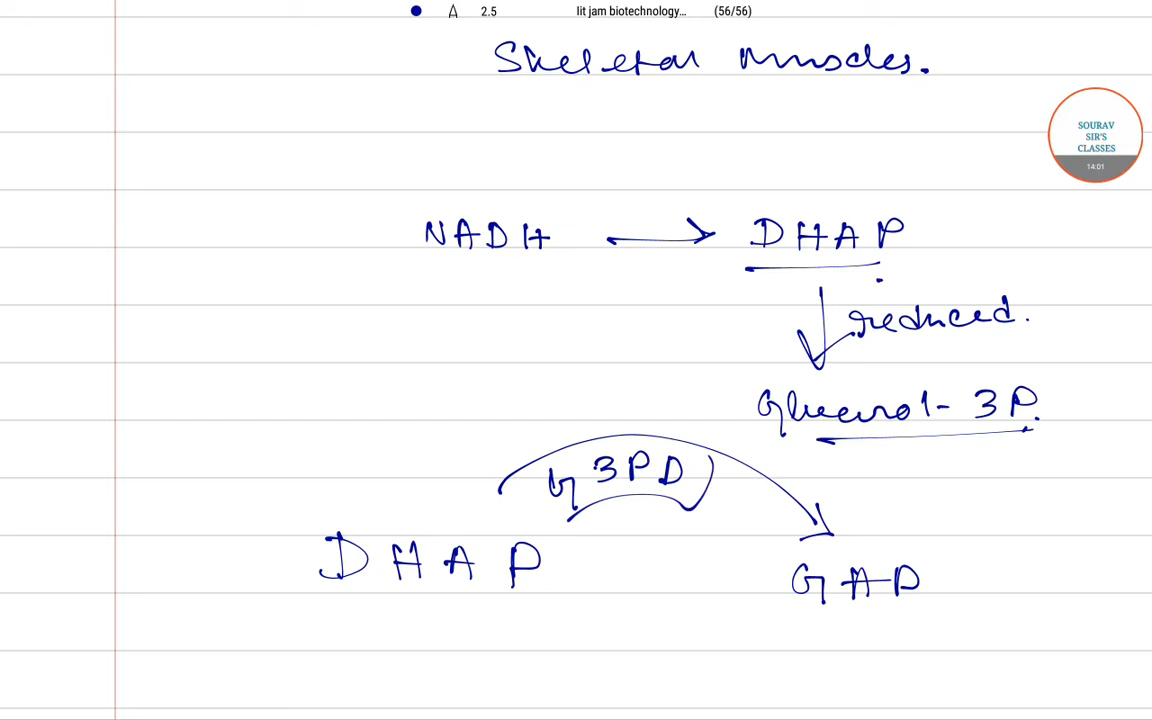 A 2.5 Iit jam biotechnology... (56/56)
Skeletal muscles.
SOURAV
SIR'S
CLASSES
14:01
NADH → DHAP
reduced.
Glycerol-3P.
G3PD
DHAP
GAP